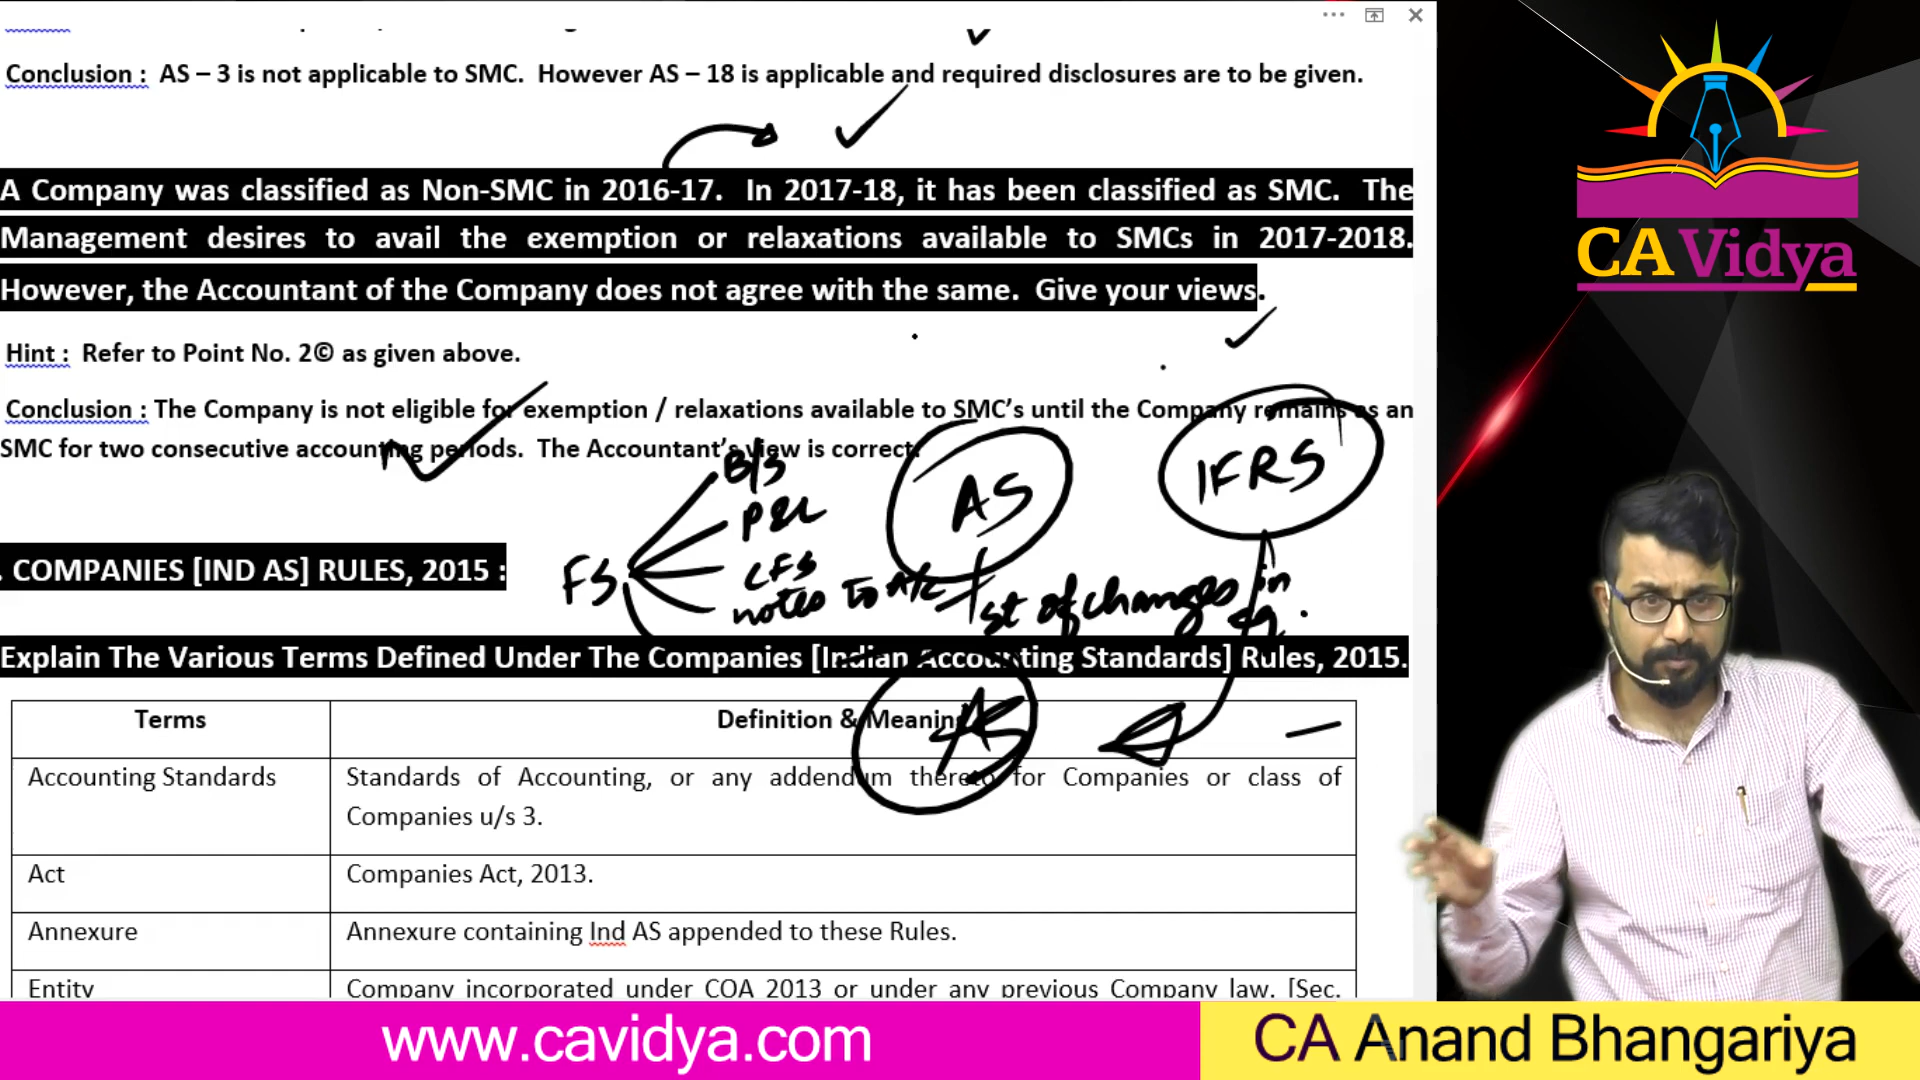 Conclusion : AS – 3 is not applicable to SMC. However AS – 18 is applicable and required disclosures are to be given.
A Company was classified as Non-SMC in 2016-17. In 2017-18, it has been classified as SMC. The
Management desires to avail the exemption or relaxations available to SMCs in 2017-2018.
However, the Accountant of the Company does not agree with the same. Give your views.
Hint : Refer to Point No. 2© as given above.
Conclusion : The Company is not eligible for exemption / relaxations available to SMC's until the Company remains as an
SMC for two consecutive accounting periods. The Accountant's view is correct.
B/S
P&L
CFS
FS
notes to A/c
AS
IFRS
st of changes in
eq.
. COMPANIES [IND AS] RULES, 2015 :
Explain The Various Terms Defined Under The Companies [Indian Accounting Standards] Rules, 2015.
Terms Definition & Meaning
AS
Accounting Standards Standards of Accounting, or any addendum thereto for Companies or class of
Companies u/s 3.
Act Companies Act, 2013.
Annexure Annexure containing Ind AS appended to these Rules.
Entity Company incorporated under COA 2013 or under any previous Company law. [Sec.
CA Vidya
www.cavidya.com
CA Anand Bhangariya